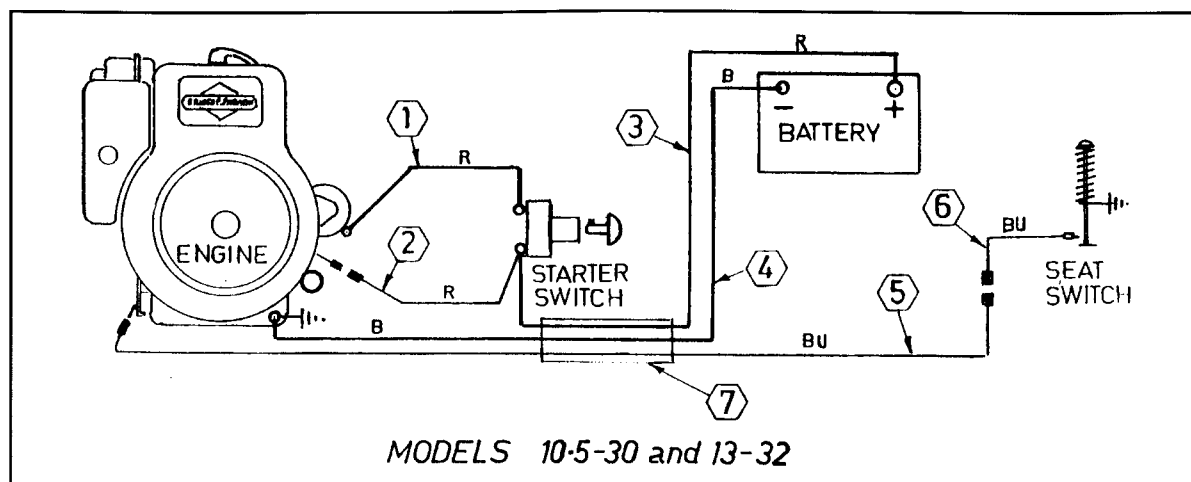 R
B
BATTERY
- +
1
R
3
6
BU
ENGINE
2
R
STARTER
SWITCH
4
SEAT
SWITCH
5
B
BU
7
MODELS 10·5-30 and 13-32